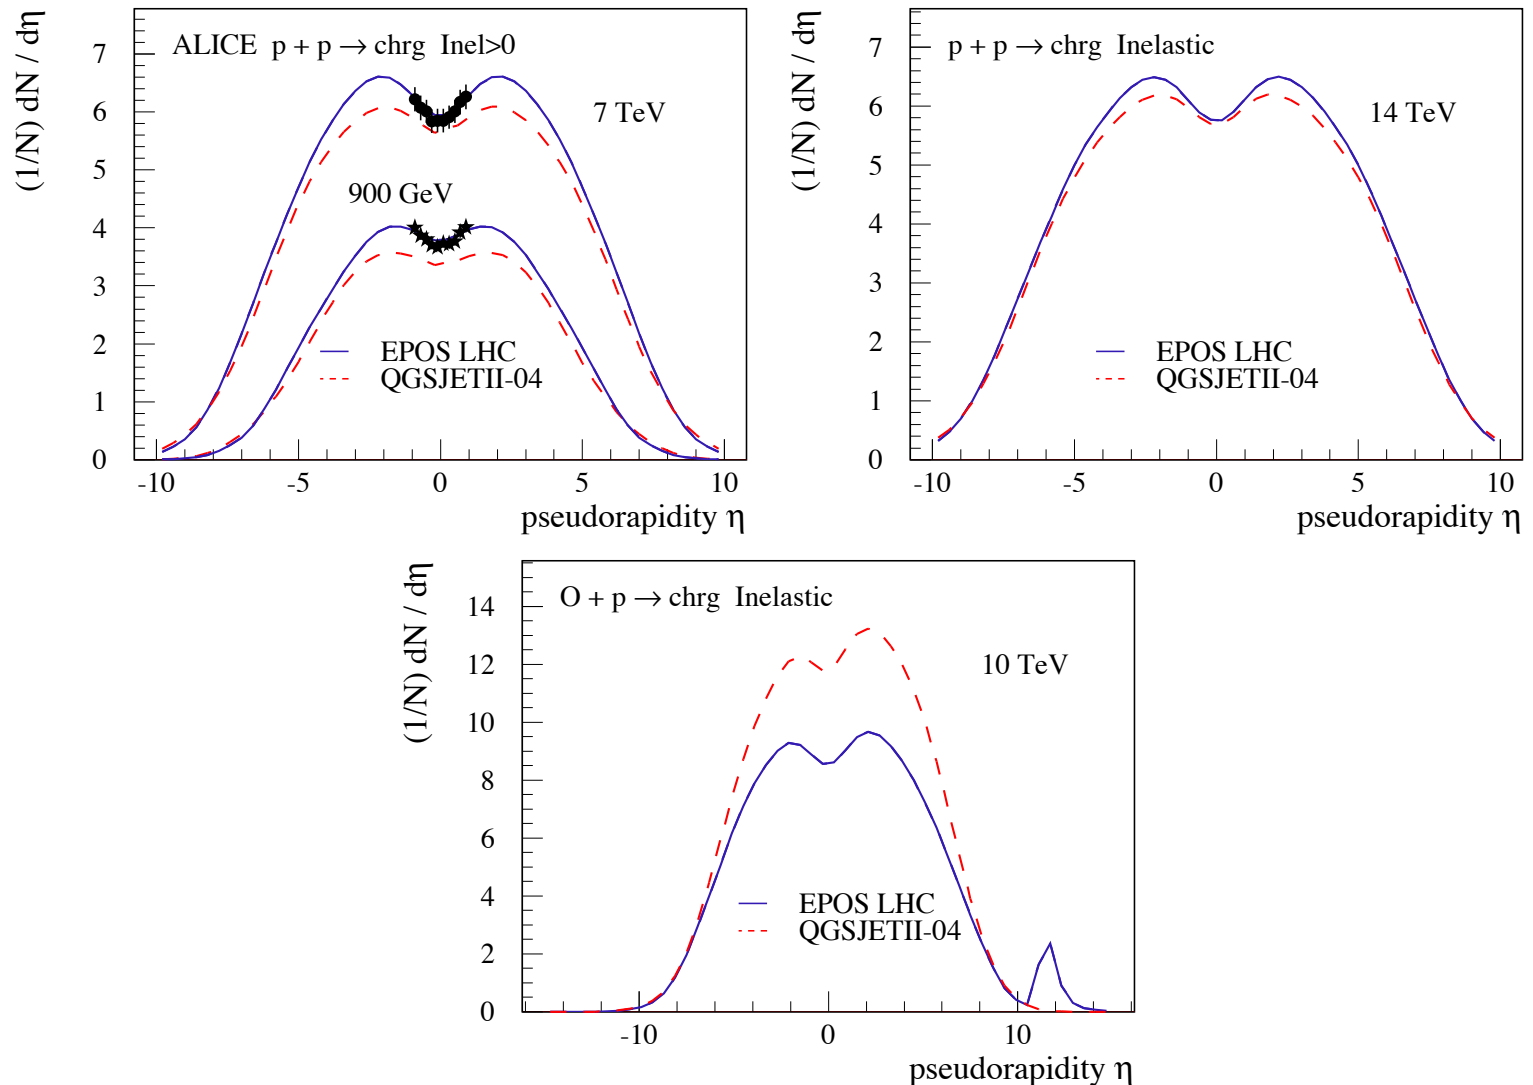 (1/N) dN / dη
ALICE p + p → chrg Inel>0
7 TeV
900 GeV
EPOS LHC
QGSJETII-04
7
6
5
4
3
2
1
0
-10 -5 0 5 10
pseudorapidity η
(1/N) dN / dη
p + p → chrg Inelastic
14 TeV
EPOS LHC
QGSJETII-04
7
6
5
4
3
2
1
0
-10 -5 0 5 10
pseudorapidity η
(1/N) dN / dη
O + p → chrg Inelastic
10 TeV
EPOS LHC
QGSJETII-04
14
12
10
8
6
4
2
0
-10 0 10
pseudorapidity η